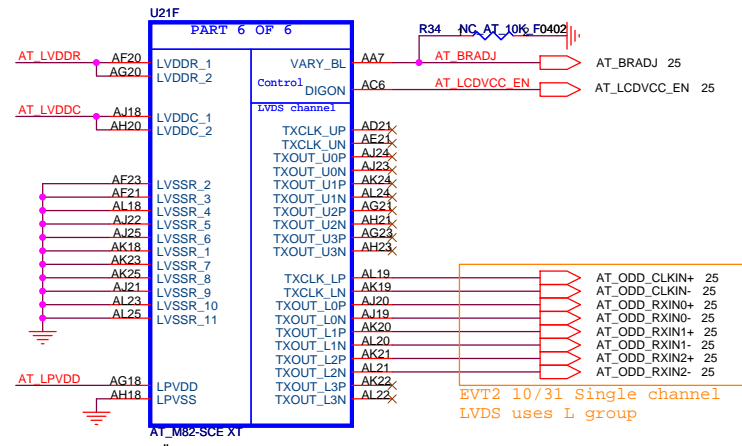 U21F
PART 6 OF 6
R34 NC_AT_10K_F0402
1 2
AT_LVDDR AF20 LVDDR_1 VARY_BL AA7 AT_BRADJ AT_BRADJ 25
AG20 LVDDR_2
Control DIGON AC6 AT_LCDVCC_EN AT_LCDVCC_EN 25
LVDS channel
AT_LVDDC AJ18 LVDDC_1
AH20 LVDDC_2
TXCLK_UP AD21
TXCLK_UN AE21
TXOUT_U0P AJ24
TXOUT_U0N AJ23
AF23 LVSSR_2 TXOUT_U1P AK24
AF21 LVSSR_3 TXOUT_U1N AL24
AL18 LVSSR_4 TXOUT_U2P AG21
AJ22 LVSSR_5 TXOUT_U2N AH21
AJ25 LVSSR_6 TXOUT_U3P AG23
AK18 LVSSR_1 TXOUT_U3N AH23
AK23 LVSSR_7
AK25 LVSSR_8 TXCLK_LP AL19 AT_ODD_CLKIN+ 25
AJ21 LVSSR_9 TXCLK_LN AK19 AT_ODD_CLKIN- 25
AL23 LVSSR_10 TXOUT_L0P AJ20 AT_ODD_RXIN0+ 25
AL25 LVSSR_11 TXOUT_L0N AJ19 AT_ODD_RXIN0- 25
TXOUT_L1P AK20 AT_ODD_RXIN1+ 25
TXOUT_L1N AL20 AT_ODD_RXIN1- 25
TXOUT_L2P AK21 AT_ODD_RXIN2+ 25
TXOUT_L2N AL21 AT_ODD_RXIN2- 25
AT_LPVDD AG18 LPVDD TXOUT_L3P AK22
AH18 LPVSS TXOUT_L3N AL22
EVT2 10/31 Single channel
LVDS uses L group
AT_M82-SCE XT